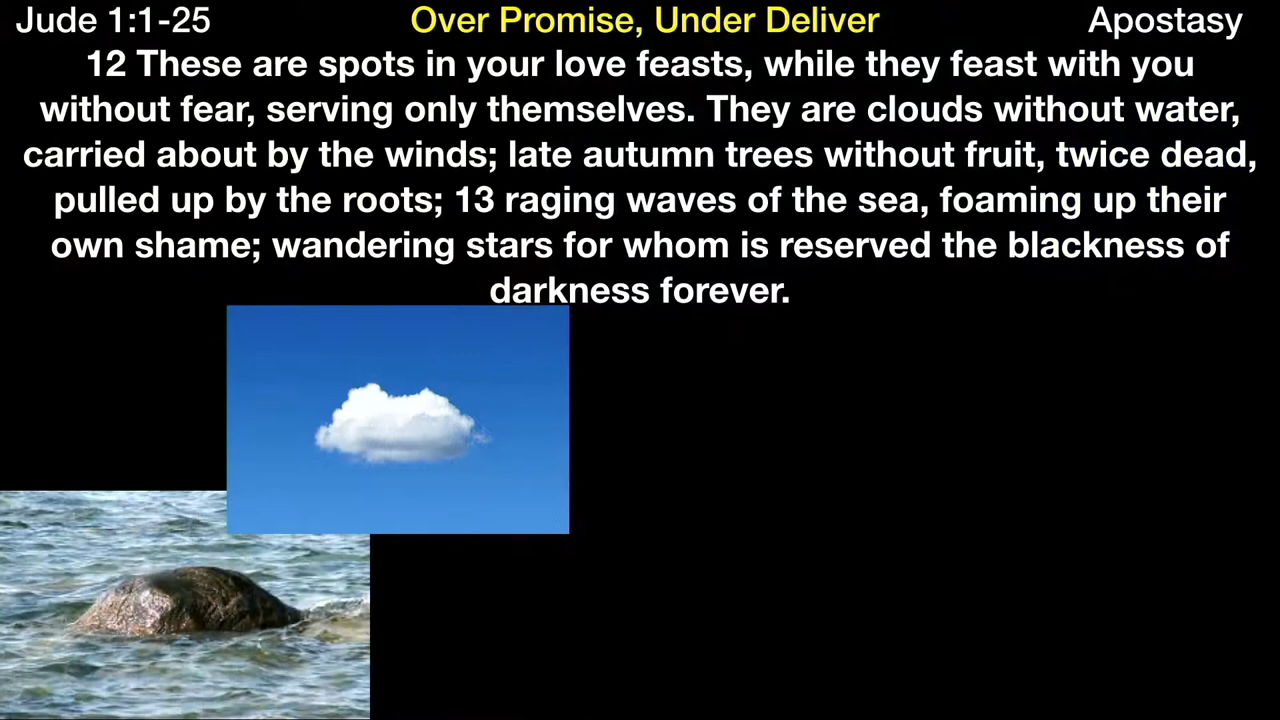 Jude 1:1-25 Over Promise, Under Deliver Apostasy
12 These are spots in your love feasts, while they feast with you
without fear, serving only themselves. They are clouds without water,
carried about by the winds; late autumn trees without fruit, twice dead,
pulled up by the roots; 13 raging waves of the sea, foaming up their
own shame; wandering stars for whom is reserved the blackness of
darkness forever.